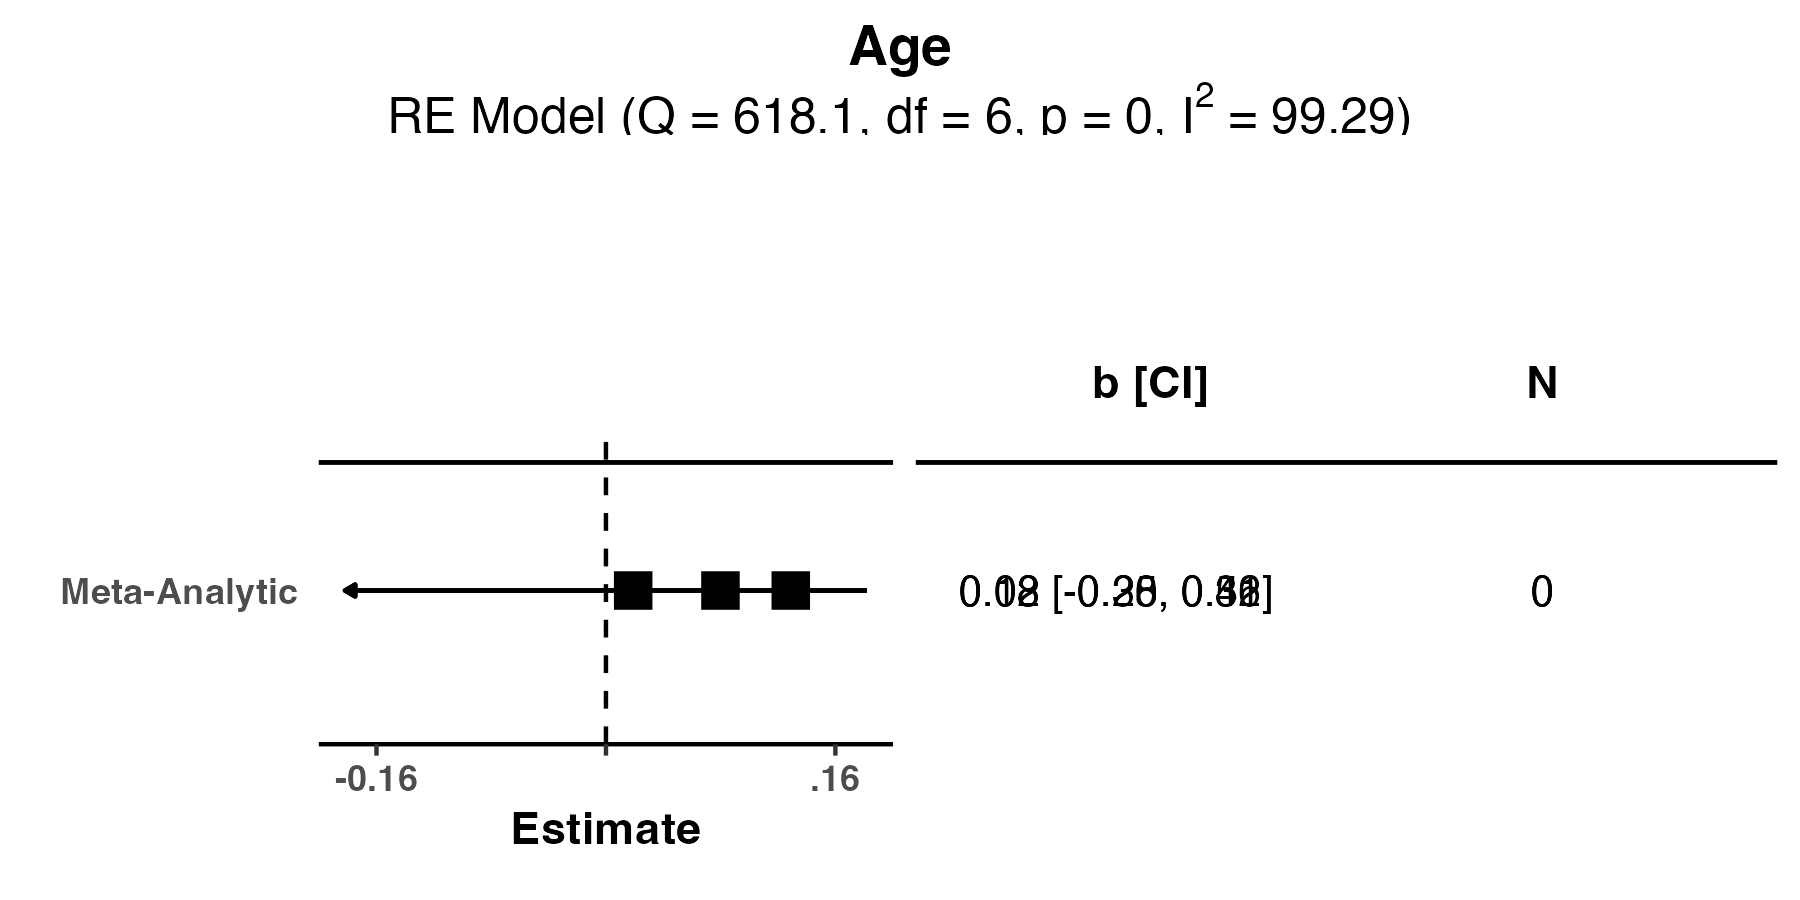 Age
RE Model (Q = 618.1, df = 6, p = 0, I² = 99.29)
b [CI] N
Meta-Analytic 0
-0.16 .16
Estimate